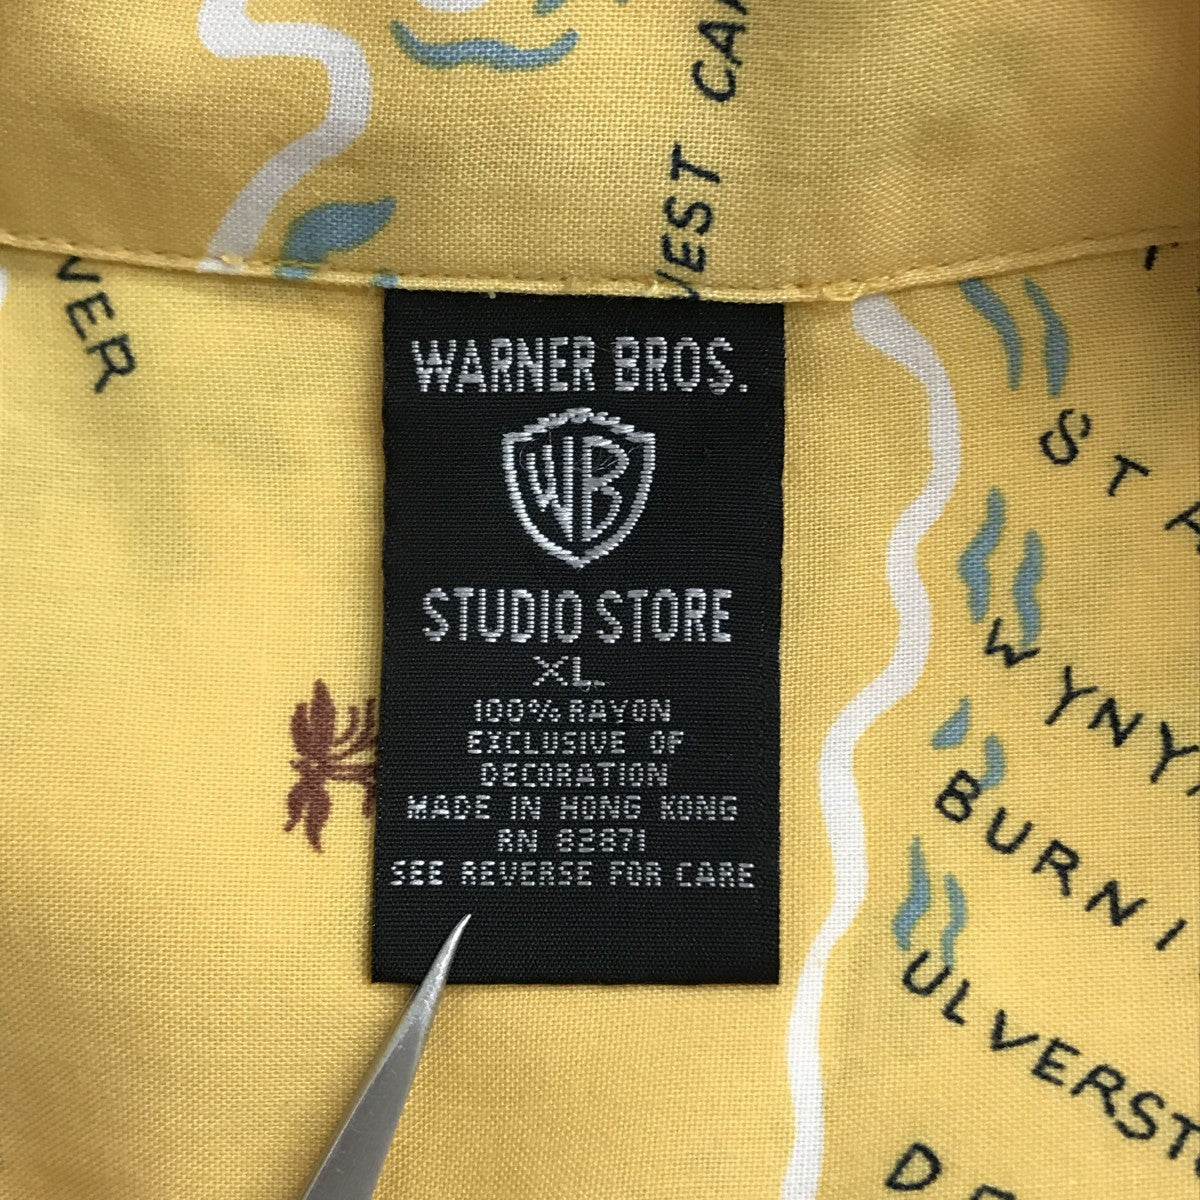 WEST
VER
WARNER BROS.
WB
STUDIO STORE
XL
100% RAYON
EXCLUSIVE OF
DECORATION
MADE IN HONG KONG
RN 82871
SEE REVERSE FOR CARE
ST
WYNY
BURNI
ULVERST